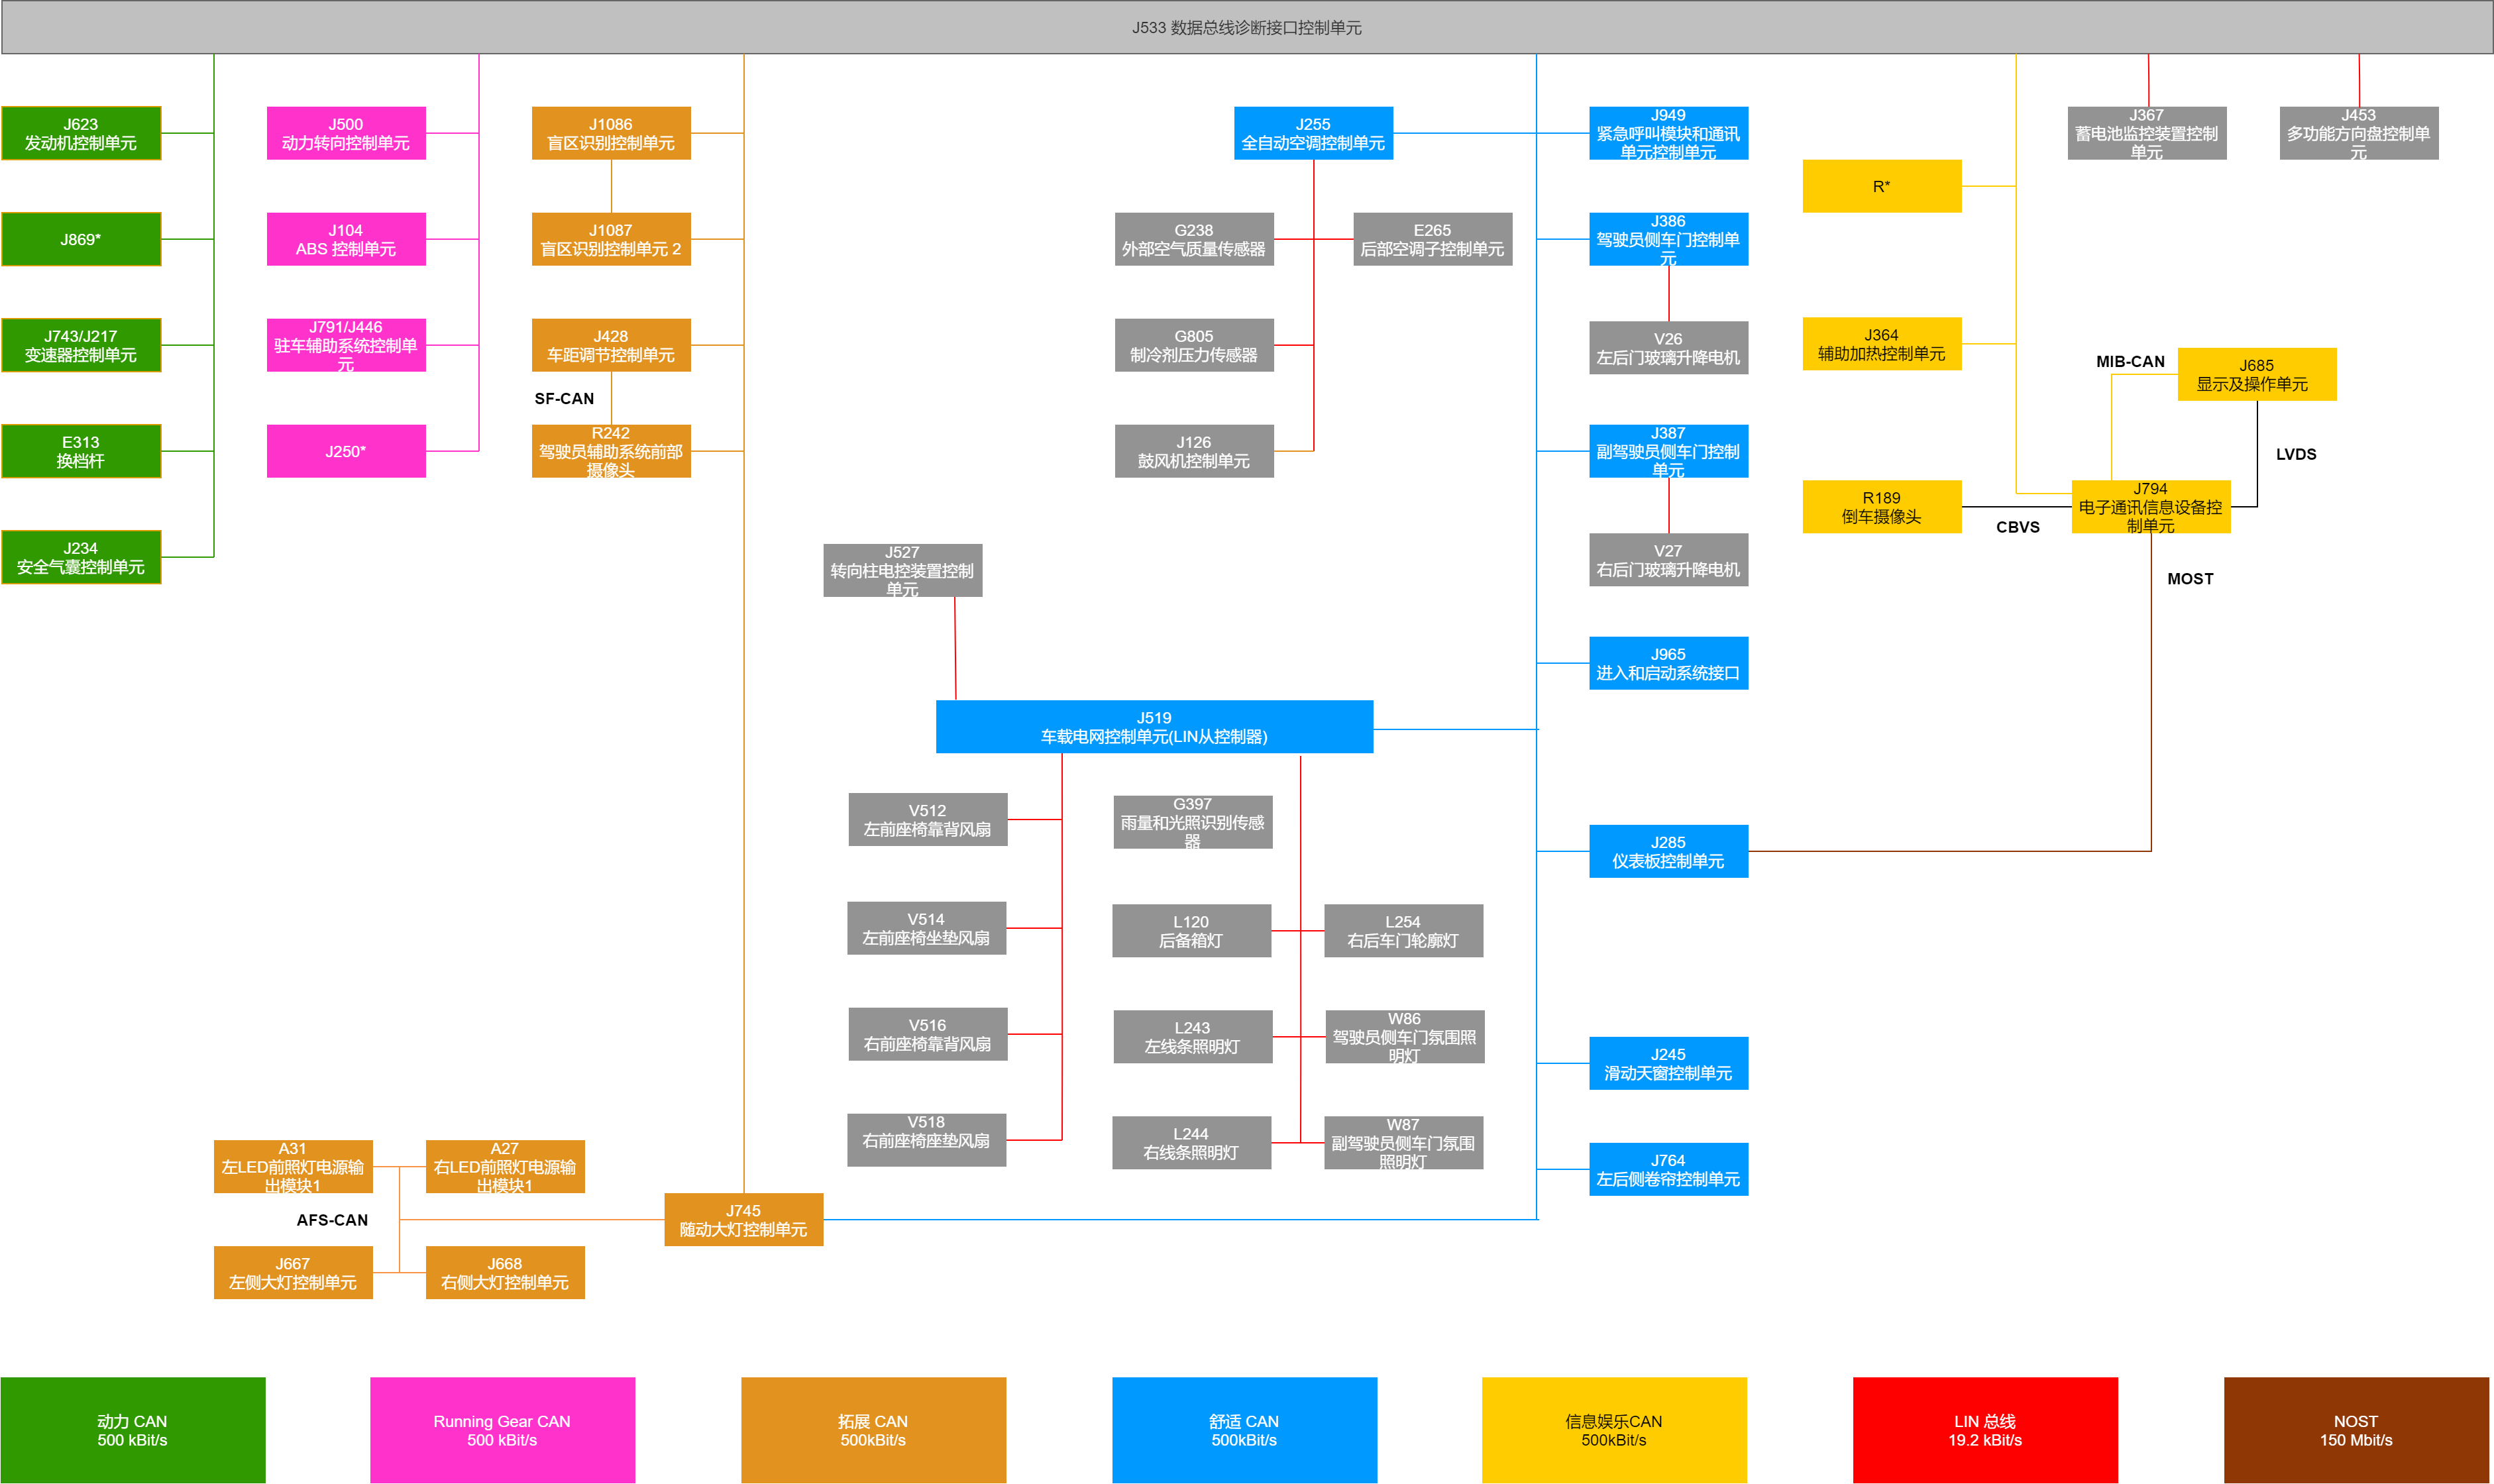 J533 数据总线诊断接口控制单元
J623
发动机控制单元
J869*
J743/J217
变速器控制单元
E313
换档杆
J234
安全气囊控制单元
J500
动力转向控制单元
J104
ABS 控制单元
J791/J446
驻车辅助系统控制单
元
J250*
J1086
盲区识别控制单元
J1087
盲区识别控制单元 2
J428
车距调节控制单元
SF-CAN
R242
驾驶员辅助系统前部
摄像头
J255
全自动空调控制单元
G238
外部空气质量传感器
E265
后部空调子控制单元
G805
制冷剂压力传感器
J126
鼓风机控制单元
J949
紧急呼叫模块和通讯
单元控制单元
J386
驾驶员侧车门控制单
元
V26
左后门玻璃升降电机
J387
副驾驶员侧车门控制
单元
V27
右后门玻璃升降电机
J965
进入和启动系统接口
J285
仪表板控制单元
J245
滑动天窗控制单元
J764
左后侧卷帘控制单元
R*
J364
辅助加热控制单元
R189
倒车摄像头
CBVS
J367
蓄电池监控装置控制
单元
J453
多功能方向盘控制单
元
MIB-CAN
J685
显示及操作单元
LVDS
J794
电子通讯信息设备控
制单元
MOST
J527
转向柱电控装置控制
单元
J519
车载电网控制单元(LIN从控制器)
V512
左前座椅靠背风扇
V514
左前座椅坐垫风扇
V516
右前座椅靠背风扇
V518
右前座椅座垫风扇
G397
雨量和光照识别传感
器
L120
后备箱灯
L254
右后车门轮廓灯
L243
左线条照明灯
W86
驾驶员侧车门氛围照
明灯
L244
右线条照明灯
W87
副驾驶员侧车门氛围
照明灯
A31
左LED前照灯电源输
出模块1
A27
右LED前照灯电源输
出模块1
AFS-CAN
J667
左侧大灯控制单元
J668
右侧大灯控制单元
J745
随动大灯控制单元
动力 CAN
500 kBit/s
Running Gear CAN
500 kBit/s
拓展 CAN
500kBit/s
舒适 CAN
500kBit/s
信息娱乐CAN
500kBit/s
LIN 总线
19.2 kBit/s
NOST
150 Mbit/s